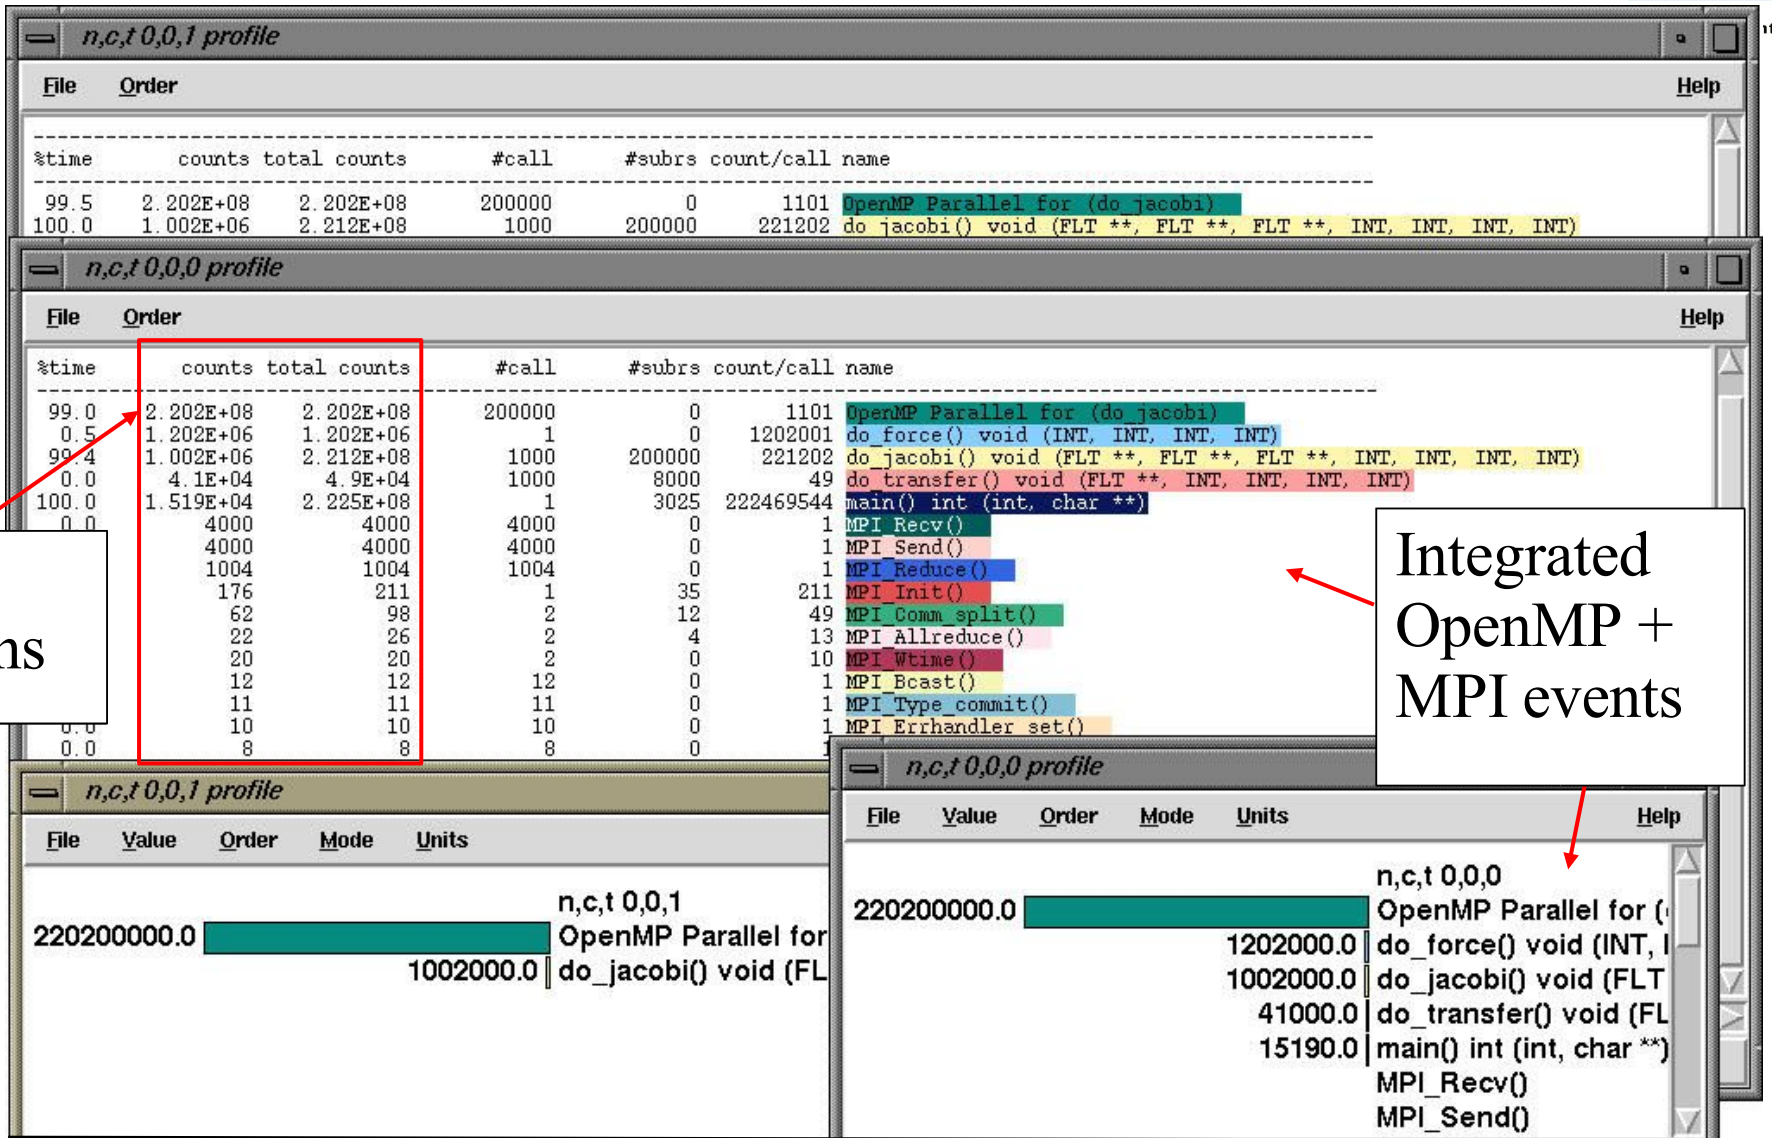 n,c,t 0,0,1 profile
File Order Help
%time counts total counts #call #subrs count/call name
99.5 2.202E+08 2.202E+08 200000 0 1101 OpenMP Parallel for (do_jacobi)
100.0 1.002E+06 2.212E+08 1000 200000 221202 do_jacobi() void (FLT **, FLT **, FLT **, INT, INT, INT, INT)
n,c,t 0,0,0 profile
File Order Help
%time counts total counts #call #subrs count/call name
99.0 2.202E+08 2.202E+08 200000 0 1101 OpenMP Parallel for (do_jacobi)
0.5 1.202E+06 1.202E+06 1 0 1202001 do_force() void (INT, INT, INT, INT)
99.4 1.002E+06 2.212E+08 1000 200000 221202 do_jacobi() void (FLT **, FLT **, FLT **, INT, INT, INT, INT)
0.0 4.1E+04 4.9E+04 1000 8000 49 do_transfer() void (FLT **, INT, INT, INT, INT)
100.0 1.519E+04 2.225E+08 1 3025 222469544 main() int (int, char **)
0.0 4000 4000 4000 0 1 MPI_Recv()
4000 4000 4000 0 1 MPI_Send()
1004 1004 1004 0 1 MPI_Reduce()
176 211 1 35 211 MPI_Init()
62 98 2 12 49 MPI_Comm_split()
22 26 2 4 13 MPI_Allreduce()
20 20 2 0 10 MPI_Wtime()
12 12 12 0 1 MPI_Bcast()
11 11 11 0 1 MPI_Type_commit()
0.0 10 10 10 0 1 MPI_Errhandler_set()
0.0 8 8 8 0 1
ns
Integrated
OpenMP +
MPI events
n,c,t 0,0,1 profile
File Value Order Mode Units
n,c,t 0,0,1
220200000.0 OpenMP Parallel for
1002000.0 do_jacobi() void (FL
n,c,t 0,0,0 profile
File Value Order Mode Units Help
n,c,t 0,0,0
220200000.0 OpenMP Parallel for (
1202000.0 do_force() void (INT, I
1002000.0 do_jacobi() void (FLT
41000.0 do_transfer() void (FL
15190.0 main() int (int, char **)
MPI_Recv()
MPI_Send()